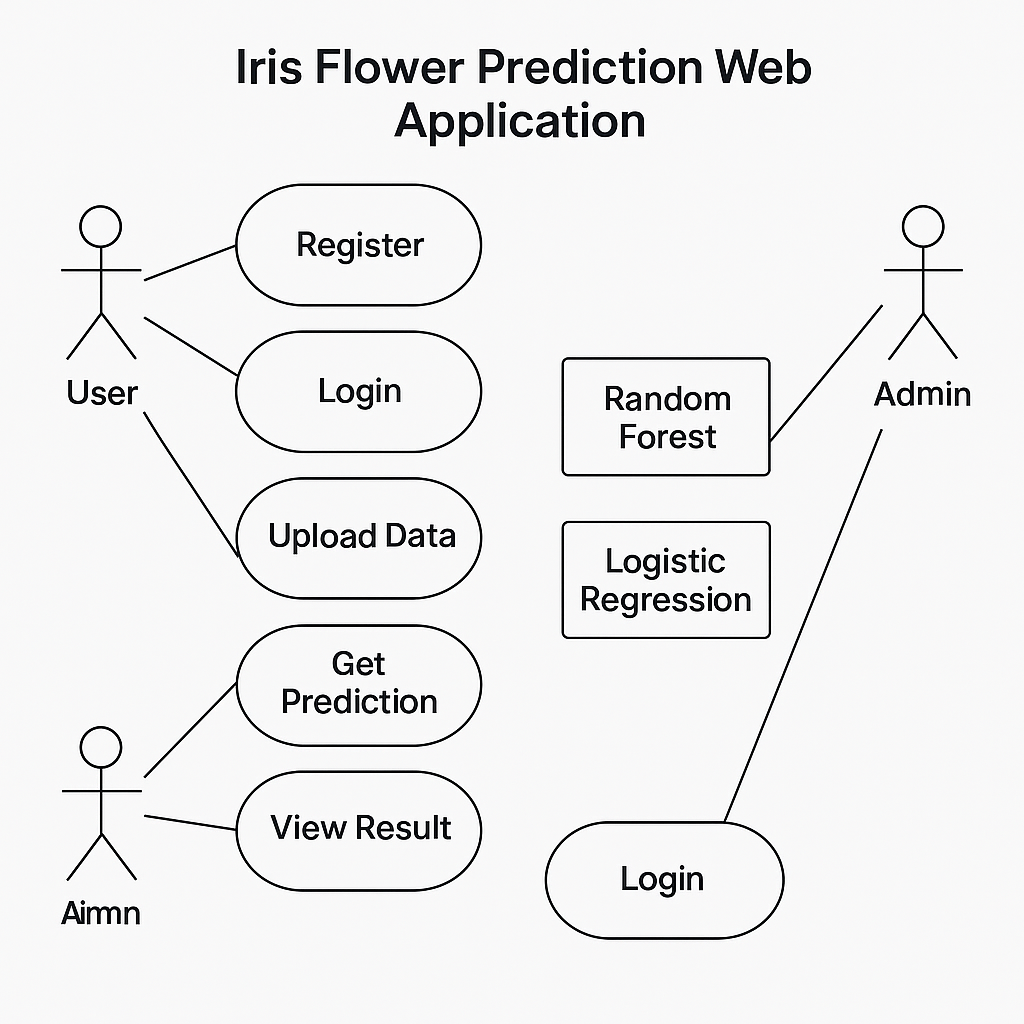 Iris Flower Prediction Web
Application
Register
User
Login
Upload Data
Get
Prediction
View Result
Aimn
Random
Forest
Logistic
Regression
Admin
Login